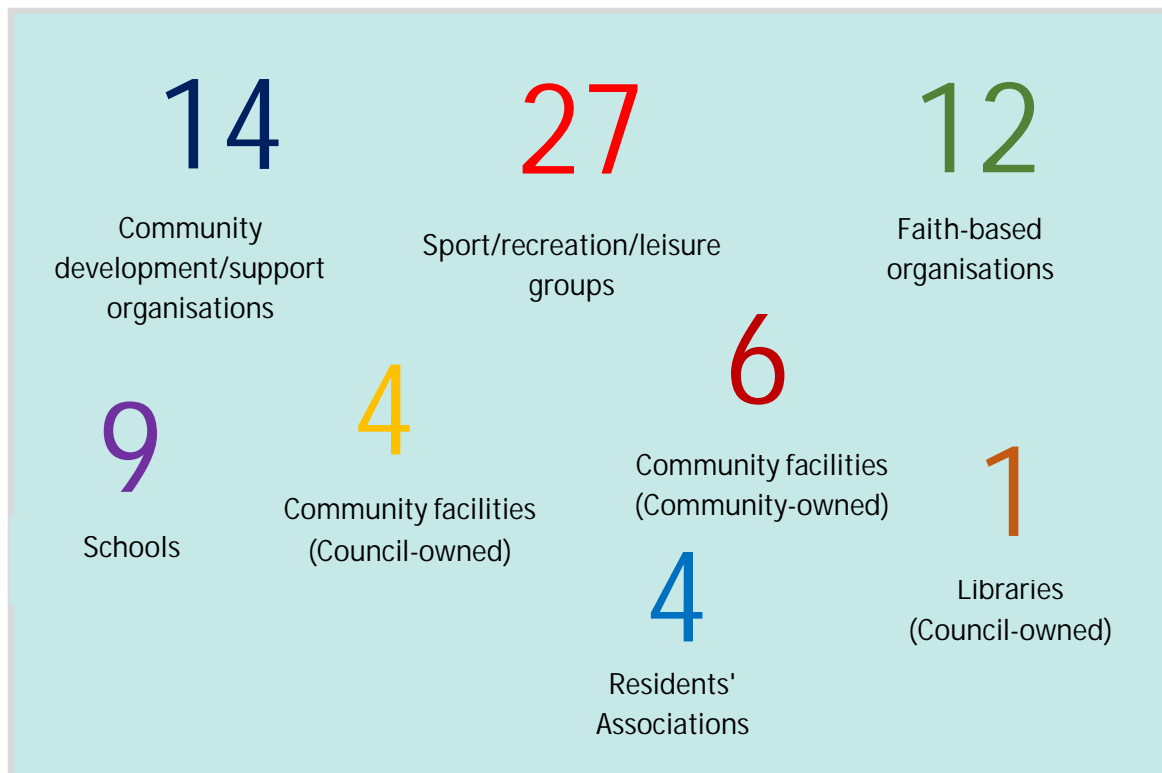 14
Community
development/support
organisations
27
Sport/recreation/leisure
groups
12
Faith-based
organisations
9
Schools
4
Community facilities
(Council-owned)
6
Community facilities
(Community-owned)
1
Libraries
(Council-owned)
4
Residents'
Associations